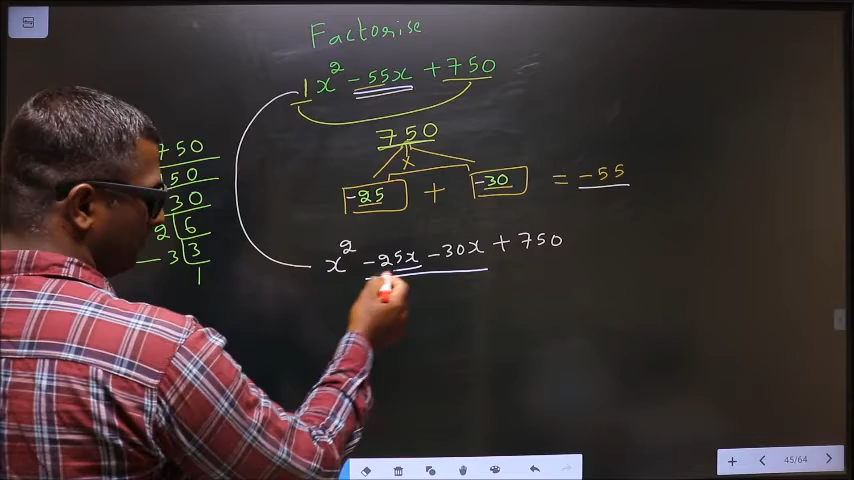 Factorise
1x² - 55x + 750
750
x
-25 + -30 = -55
x² - 25x - 30x + 750
750
50
30
2 6
3 3
1
45/64